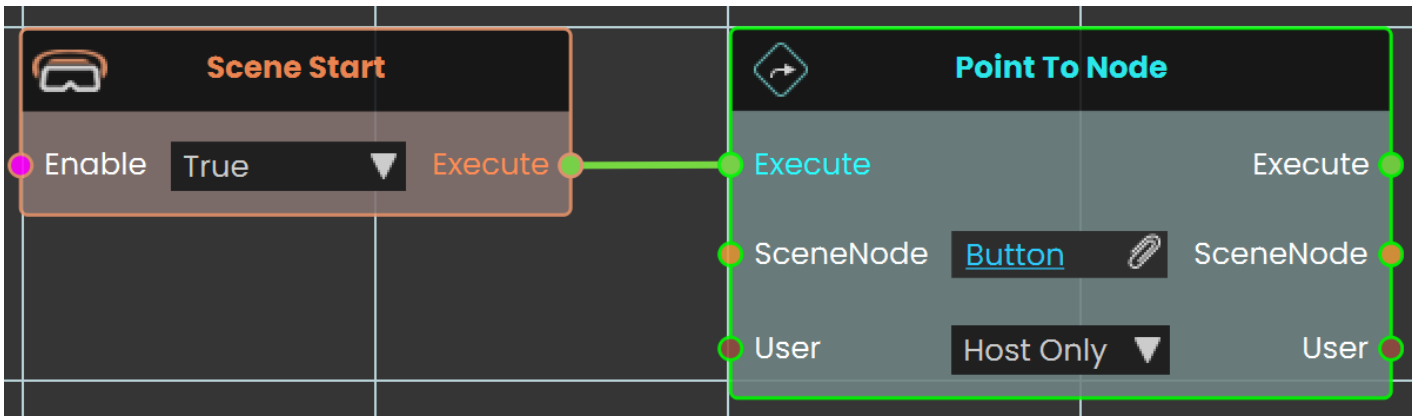 Scene Start
Enable True Execute
Point To Node
Execute Execute
SceneNode Button SceneNode
User Host Only User